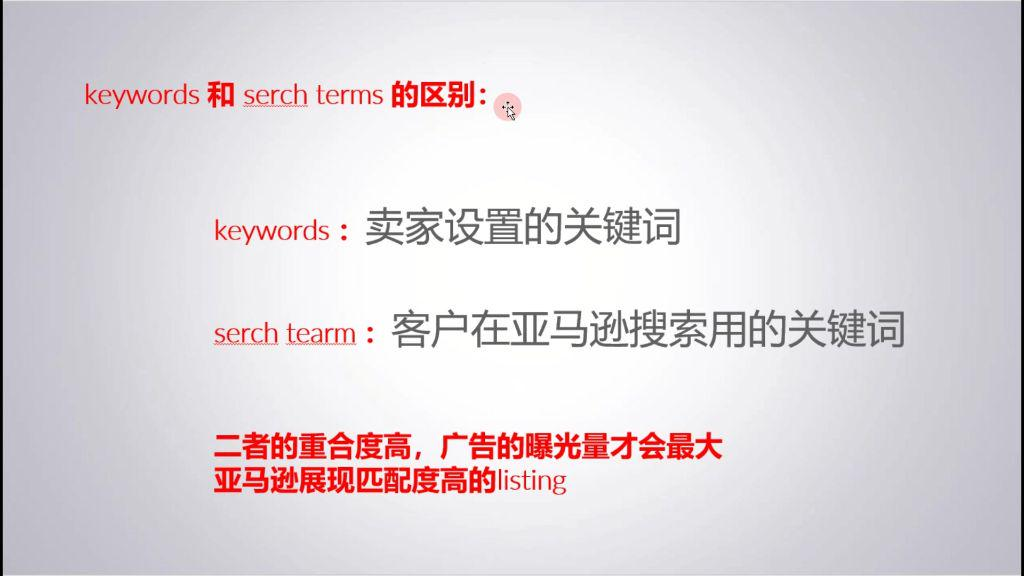 keywords 和 serch terms 的区别：
keywords： 卖家设置的关键词
serch tearm：客户在亚马逊搜索用的关键词
二者的重合度高，广告的曝光量才会最大
亚马逊展现匹配度高的listing